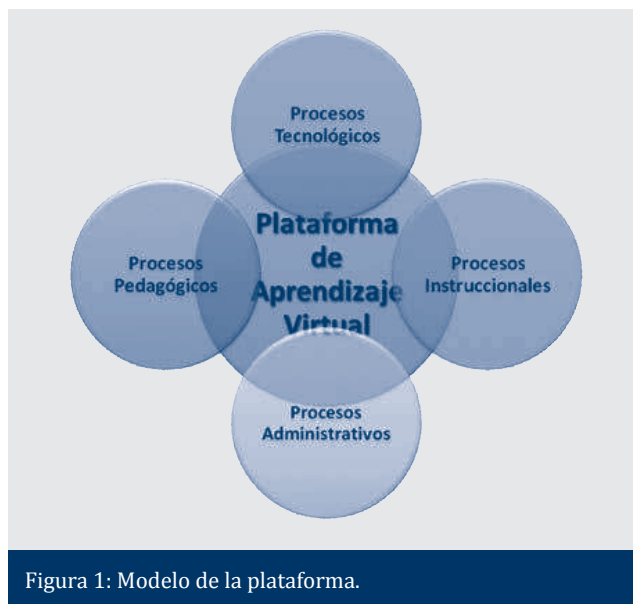 Procesos
Tecnológicos
Plataforma
de
Aprendizaje
Virtual
Procesos
Pedagógicos
Procesos
Instruccionales
Procesos
Administrativos
Figura 1: Modelo de la plataforma.